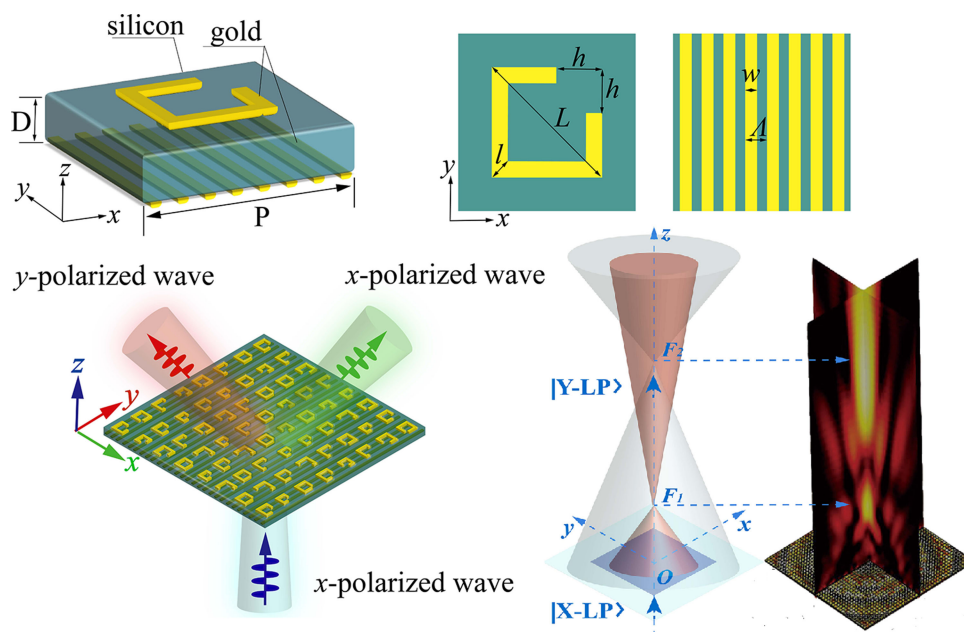 silicon
gold
D
z
y
x
P
h
h
L
l
y
x
w
Λ
y-polarized wave
x-polarized wave
z
y
x
x-polarized wave
z
F2
|Y-LP⟩
F1
y
x
O
|X-LP⟩